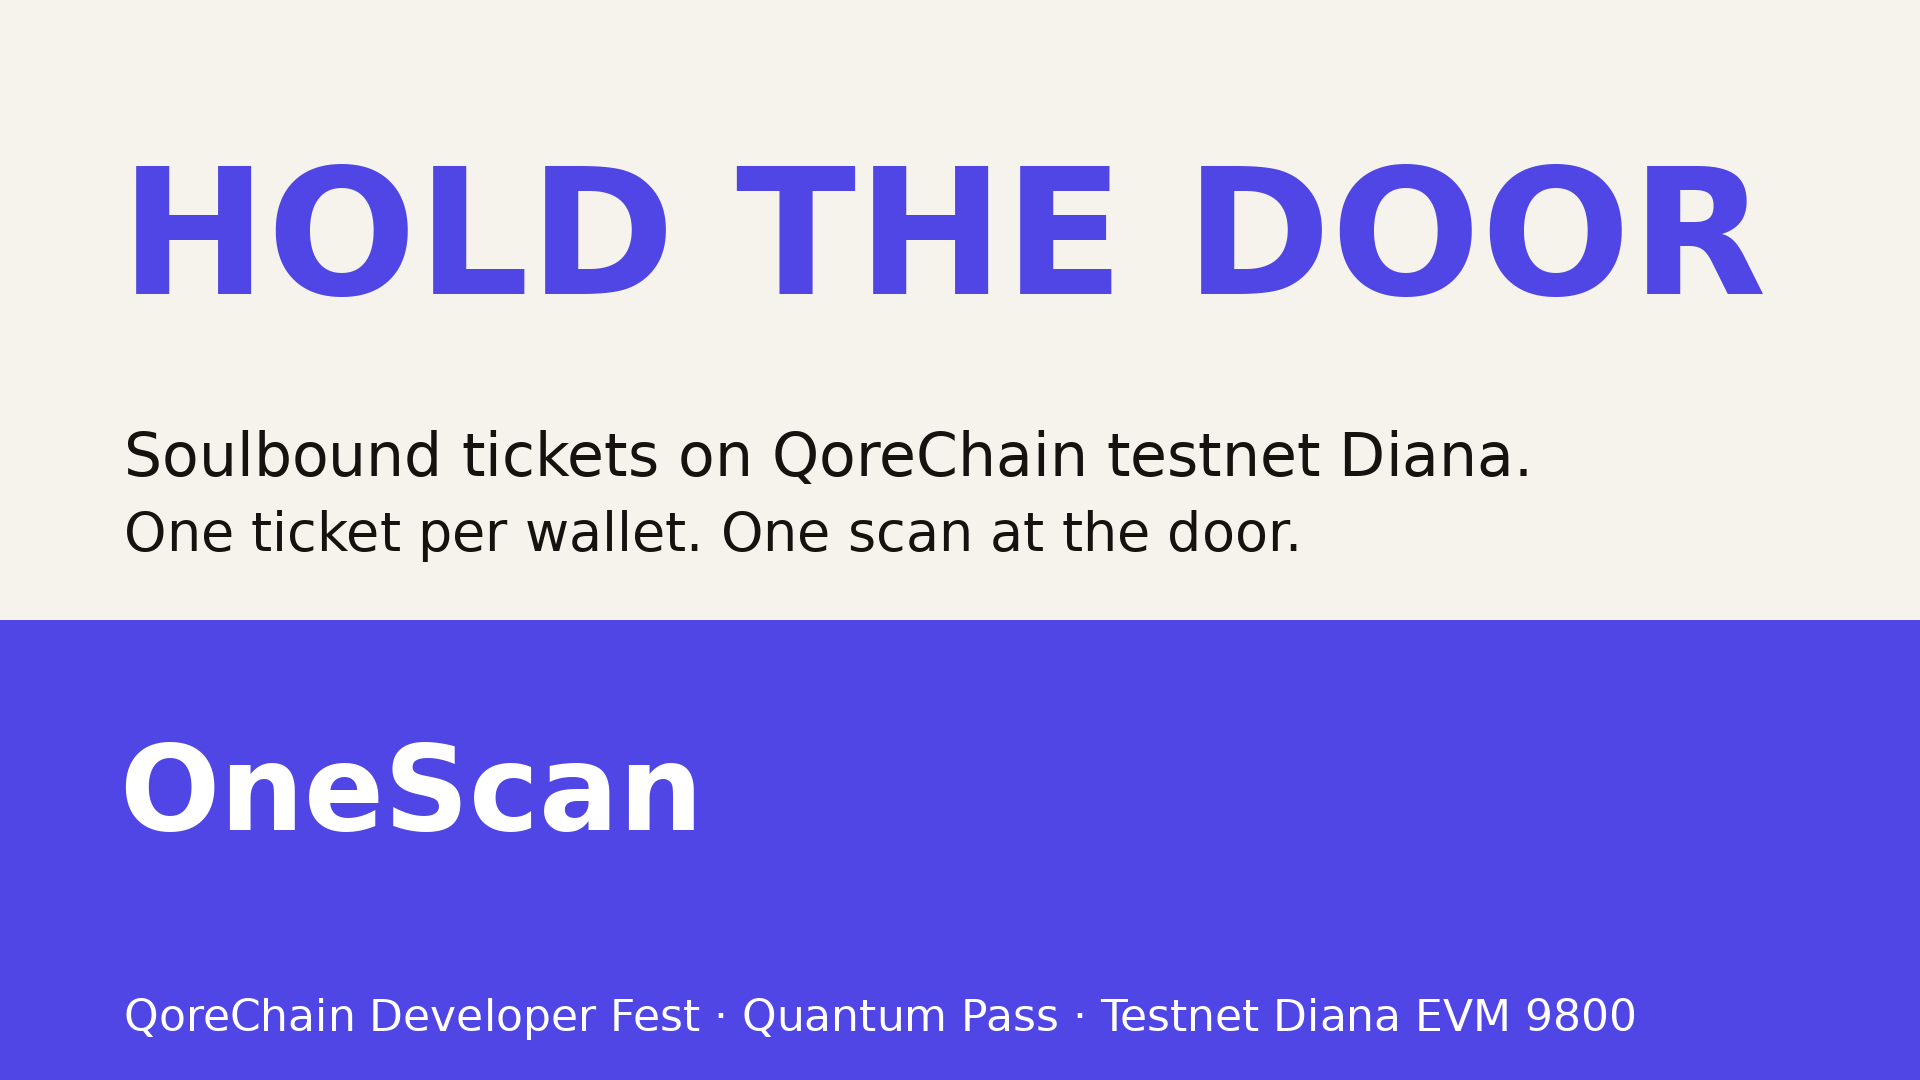 HOLD THE DOOR
Soulbound tickets on QoreChain testnet Diana.
One ticket per wallet. One scan at the door.
OneScan
QoreChain Developer Fest · Quantum Pass · Testnet Diana EVM 9800